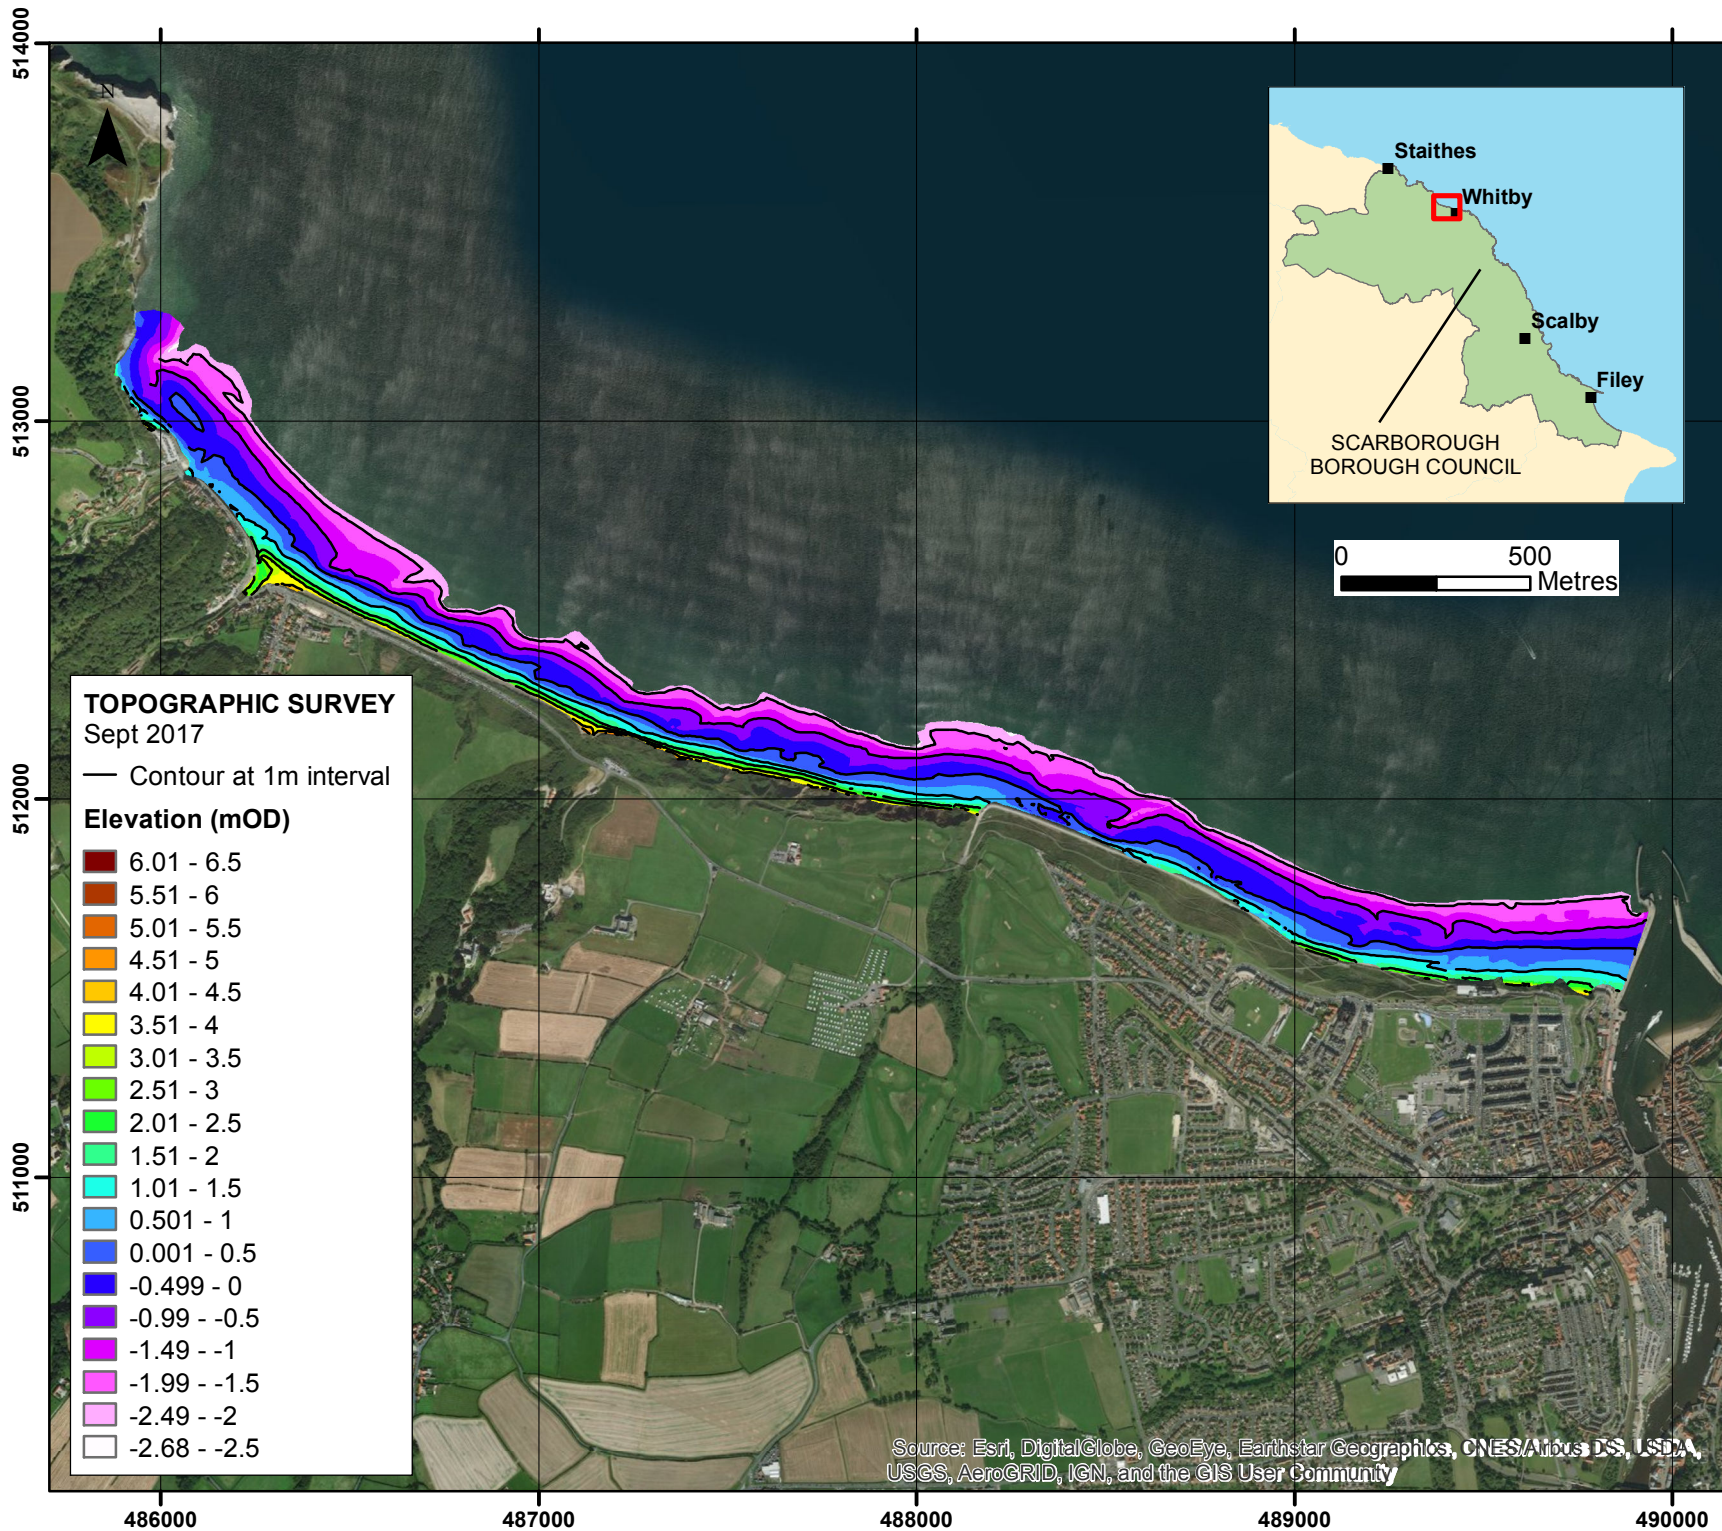 514000
513000
512000
511000
N
Staithes
Whitby
Scalby
Filey
SCARBOROUGH
BOROUGH COUNCIL
0 500
Metres
TOPOGRAPHIC SURVEY
Sept 2017
Contour at 1m interval
Elevation (mOD)
6.01 - 6.5
5.51 - 6
5.01 - 5.5
4.51 - 5
4.01 - 4.5
3.51 - 4
3.01 - 3.5
2.51 - 3
2.01 - 2.5
1.51 - 2
1.01 - 1.5
0.501 - 1
0.001 - 0.5
-0.499 - 0
-0.99 - -0.5
-1.49 - -1
-1.99 - -1.5
-2.49 - -2
-2.68 - -2.5
Source: Esri, DigitalGlobe, GeoEye, Earthstar Geographics, CNES/Airbus DS, USDA,
USGS, AeroGRID, IGN, and the GIS User Community
486000 487000 488000 489000 490000